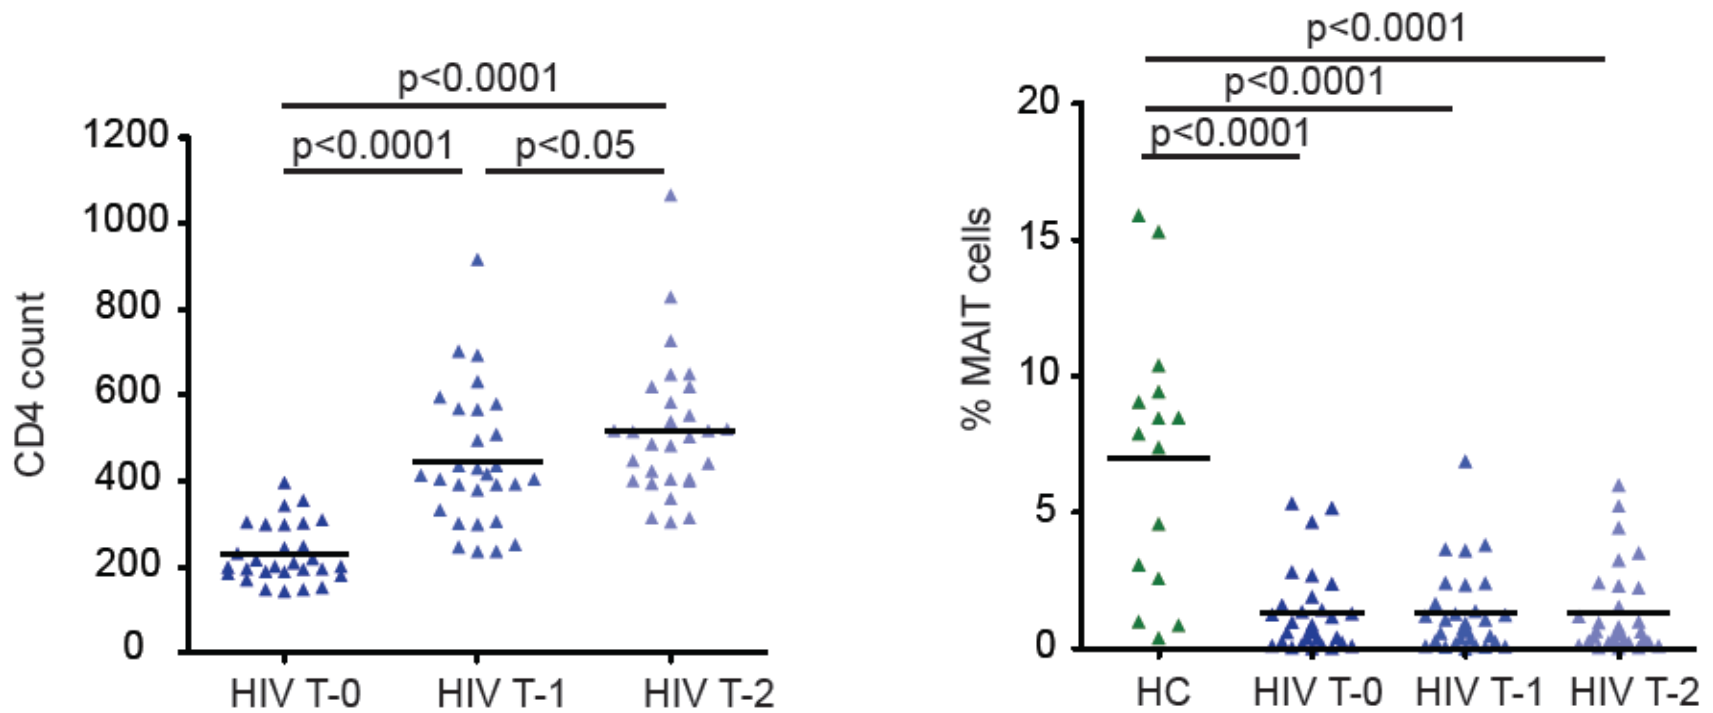 p<0.0001
p<0.0001 p<0.05
1200
1000
800
600
400
200
0
CD4 count
HIV T-0 HIV T-1 HIV T-2
p<0.0001
p<0.0001
p<0.0001
20
15
10
5
0
% MAIT cells
HC HIV T-0 HIV T-1 HIV T-2